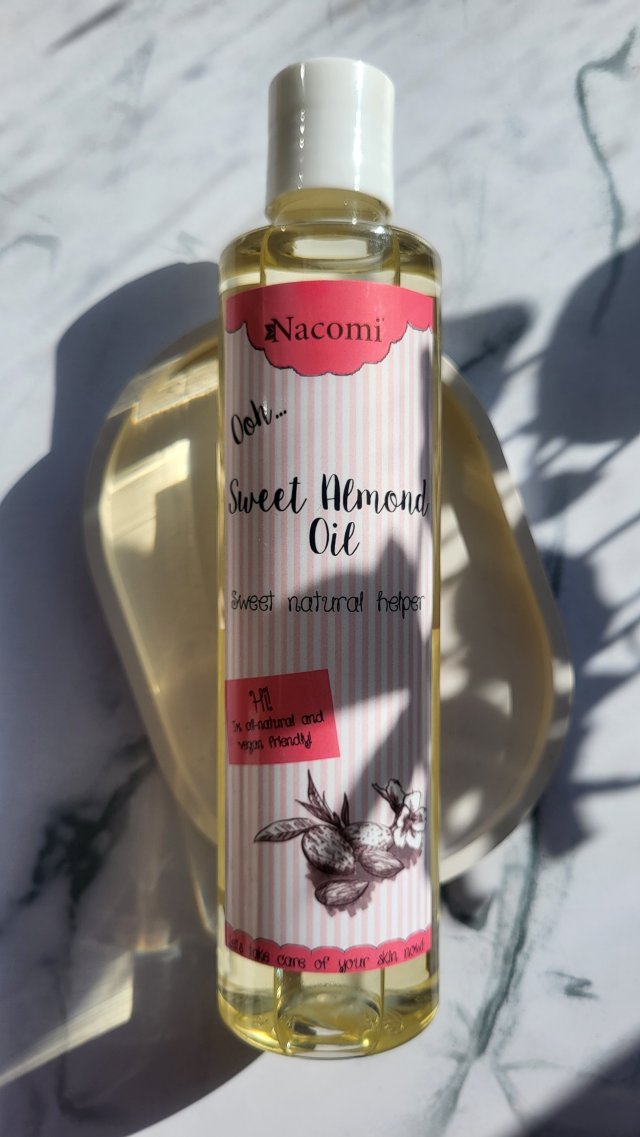 Nacomi
Ooh...
Sweet Almond
Oil
Sweet natural helper
Hi!
I'm all-natural and
vegan friendly!
Let's take care of your skin now!